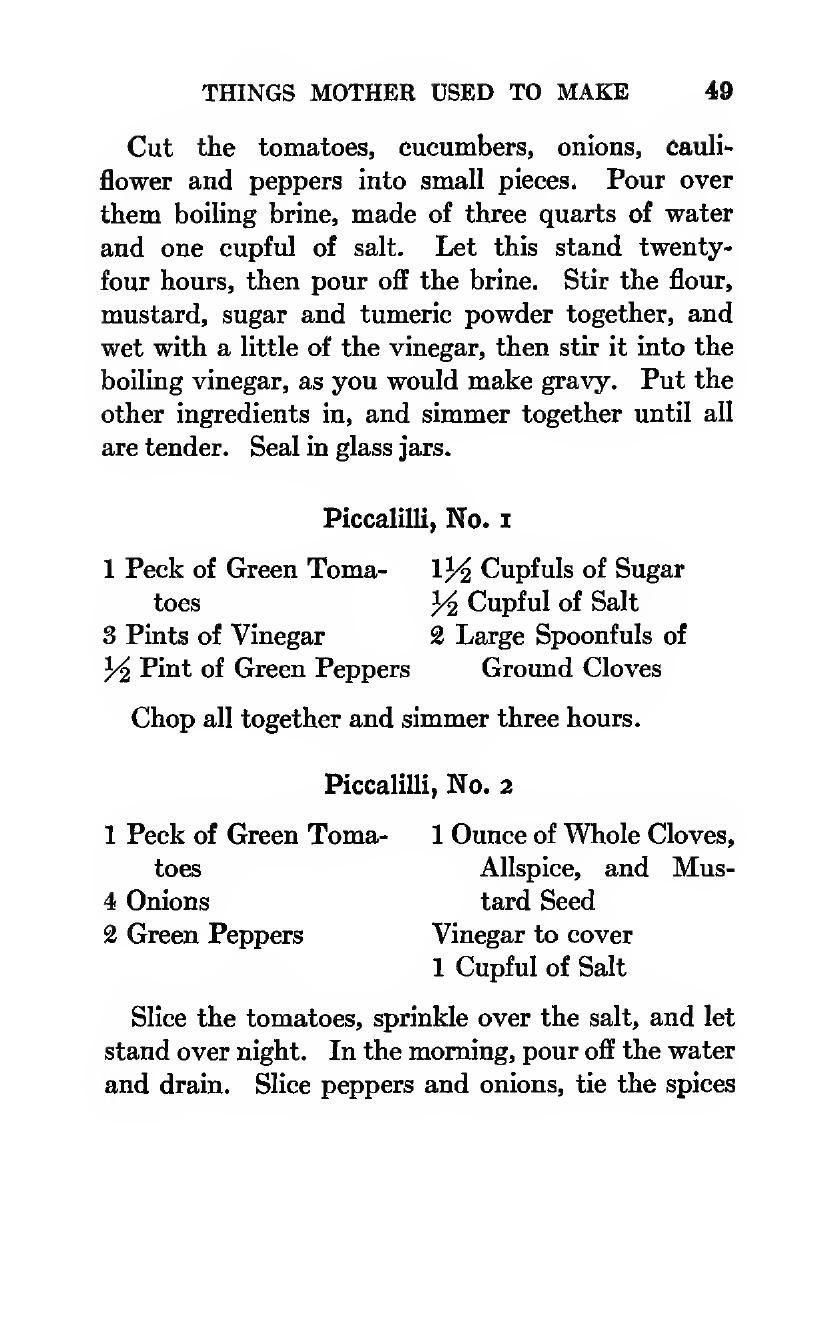 THINGS MOTHER USED TO MAKE 49
Cut the tomatoes, cucumbers, onions, cauli-
flower and peppers into small pieces. Pour over
them boiling brine, made of three quarts of water
and one cupful of salt. Let this stand twenty-
four hours, then pour off the brine. Stir the flour,
mustard, sugar and tumeric powder together, and
wet with a little of the vinegar, then stir it into the
boiling vinegar, as you would make gravy. Put the
other ingredients in, and simmer together until all
are tender. Seal in glass jars.
Piccalilli, No. 1
1 Peck of Green Toma-
toes
3 Pints of Vinegar
½ Pint of Green Peppers
1½ Cupfuls of Sugar
½ Cupful of Salt
2 Large Spoonfuls of
Ground Cloves
Chop all together and simmer three hours.
Piccalilli, No. 2
1 Peck of Green Toma-
toes
4 Onions
2 Green Peppers
1 Ounce of Whole Cloves,
Allspice, and Mus-
tard Seed
Vinegar to cover
1 Cupful of Salt
Slice the tomatoes, sprinkle over the salt, and let
stand over night. In the morning, pour off the water
and drain. Slice peppers and onions, tie the spices